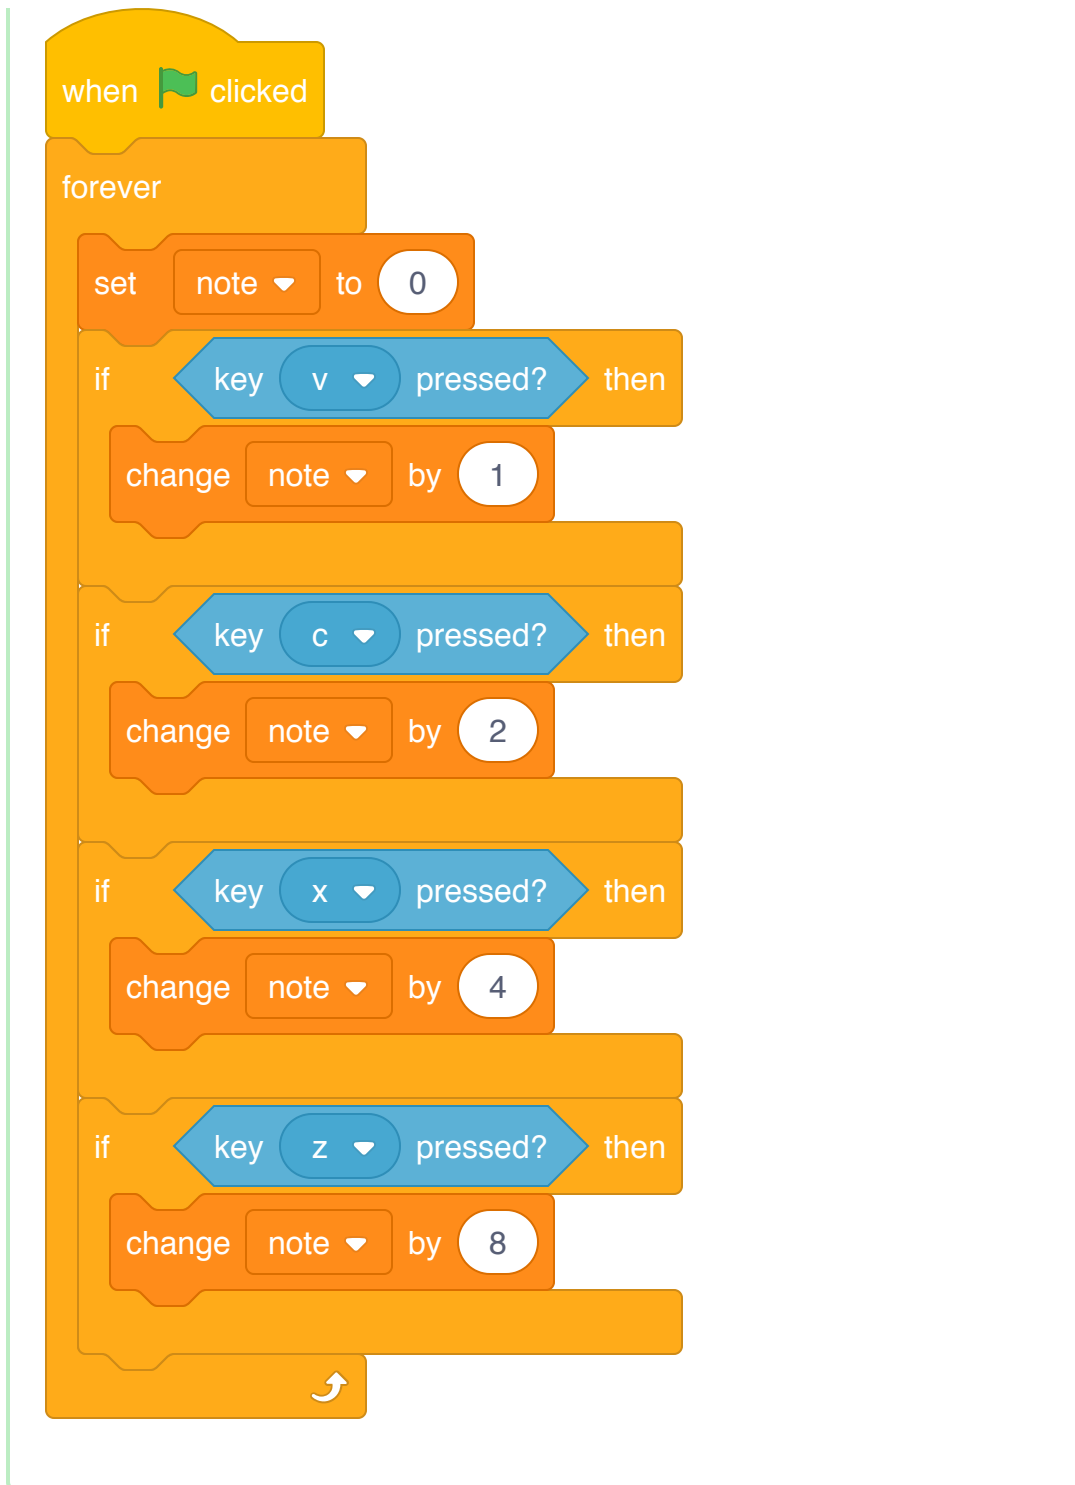 when clicked
forever
set note to 0
if key v pressed? then
change note by 1
if key c pressed? then
change note by 2
if key x pressed? then
change note by 4
if key z pressed? then
change note by 8